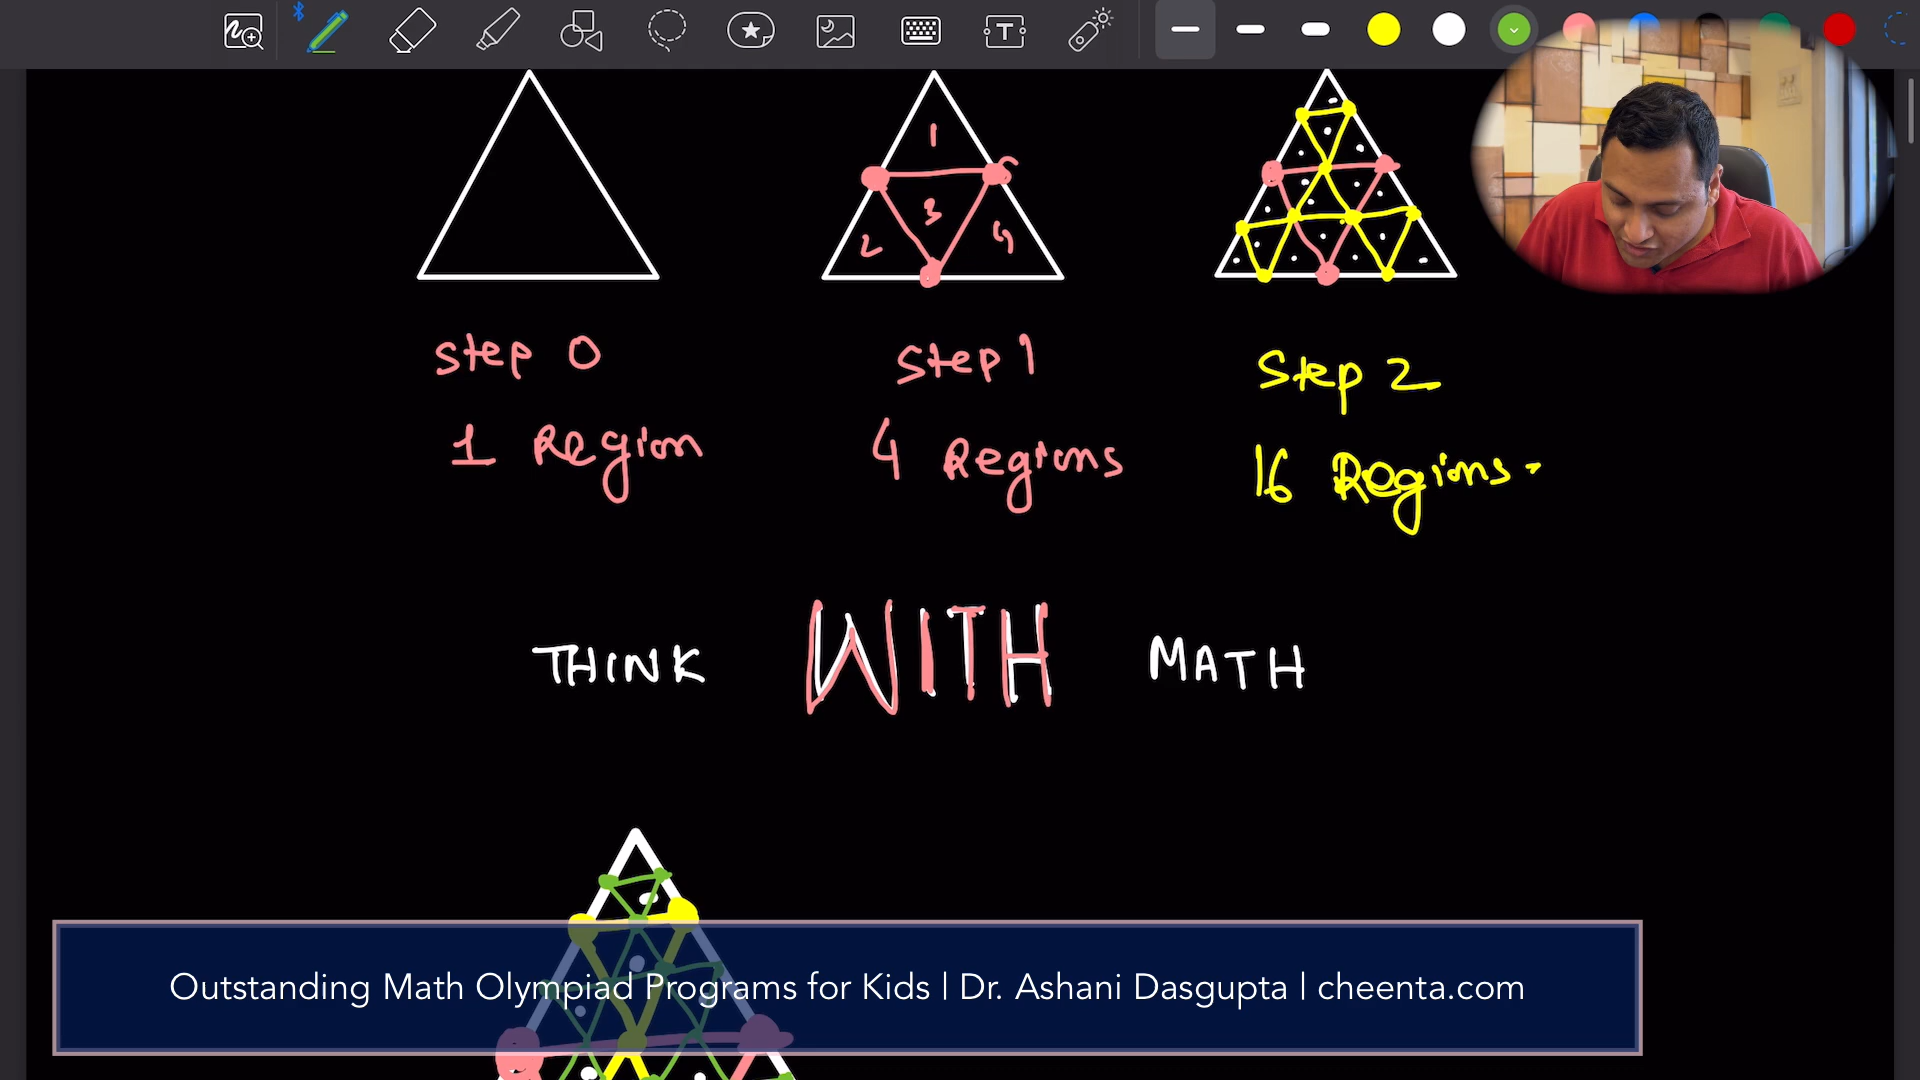 T
1
2
3
4
step 0
Step 1
Step 2
1 Region
4 Regions
16 Regions
THINK WITH MATH
Outstanding Math Olympiad Programs for Kids | Dr. Ashani Dasgupta | cheenta.com